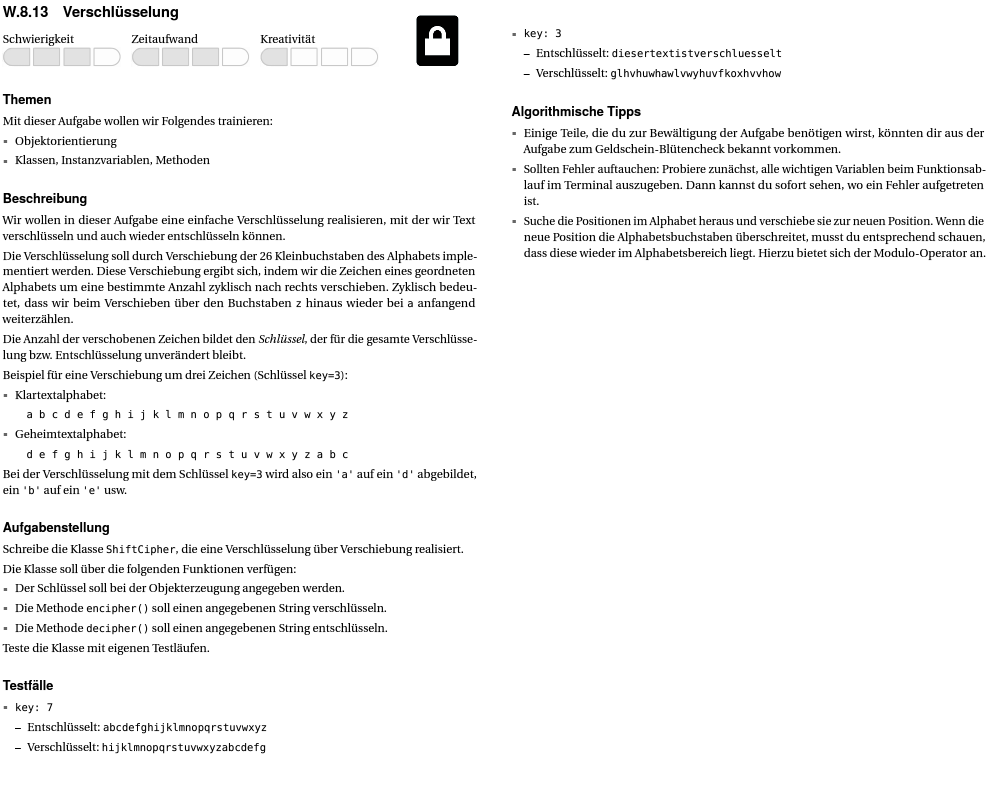 W.8.13 Verschlüsselung
Schwierigkeit Zeitaufwand Kreativität
Themen
Mit dieser Aufgabe wollen wir Folgendes trainieren:
▪ Objektorientierung
▪ Klassen, Instanzvariablen, Methoden
Beschreibung
Wir wollen in dieser Aufgabe eine einfache Verschlüsselung realisieren, mit der wir Text
verschlüsseln und auch wieder entschlüsseln können.
Die Verschlüsselung soll durch Verschiebung der 26 Kleinbuchstaben des Alphabets imple-
mentiert werden. Diese Verschiebung ergibt sich, indem wir die Zeichen eines geordneten
Alphabets um eine bestimmte Anzahl zyklisch nach rechts verschieben. Zyklisch bedeu-
tet, dass wir beim Verschieben über den Buchstaben z hinaus wieder bei a anfangend
weiterzählen.
Die Anzahl der verschobenen Zeichen bildet den Schlüssel, der für die gesamte Verschlüsse-
lung bzw. Entschlüsselung unverändert bleibt.
Beispiel für eine Verschiebung um drei Zeichen (Schlüssel key=3):
▪ Klartextalphabet:
a b c d e f g h i j k l m n o p q r s t u v w x y z
▪ Geheimtextalphabet:
d e f g h i j k l m n o p q r s t u v w x y z a b c
Bei der Verschlüsselung mit dem Schlüssel key=3 wird also ein 'a' auf ein 'd' abgebildet,
ein 'b' auf ein 'e' usw.
Aufgabenstellung
Schreibe die Klasse ShiftCipher, die eine Verschlüsselung über Verschiebung realisiert.
Die Klasse soll über die folgenden Funktionen verfügen:
▪ Der Schlüssel soll bei der Objekterzeugung angegeben werden.
▪ Die Methode encipher() soll einen angegebenen String verschlüsseln.
▪ Die Methode decipher() soll einen angegebenen String entschlüsseln.
Teste die Klasse mit eigenen Testläufen.
Testfälle
▪ key: 7
– Entschlüsselt: abcdefghijklmnopqrstuvwxyz
– Verschlüsselt: hijklmnopqrstuvwxyzabcdefg
▪ key: 3
– Entschlüsselt: diesertextistverschluesselt
– Verschlüsselt: glhvhuwhawlvwyhuvfkoxhvvhow
Algorithmische Tipps
▪ Einige Teile, die du zur Bewältigung der Aufgabe benötigen wirst, könnten dir aus der
Aufgabe zum Geldschein-Blütencheck bekannt vorkommen.
▪ Sollten Fehler auftauchen: Probiere zunächst, alle wichtigen Variablen beim Funktionsab-
lauf im Terminal auszugeben. Dann kannst du sofort sehen, wo ein Fehler aufgetreten
ist.
▪ Suche die Positionen im Alphabet heraus und verschiebe sie zur neuen Position. Wenn die
neue Position die Alphabetsbuchstaben überschreitet, musst du entsprechend schauen,
dass diese wieder im Alphabetsbereich liegt. Hierzu bietet sich der Modulo-Operator an.